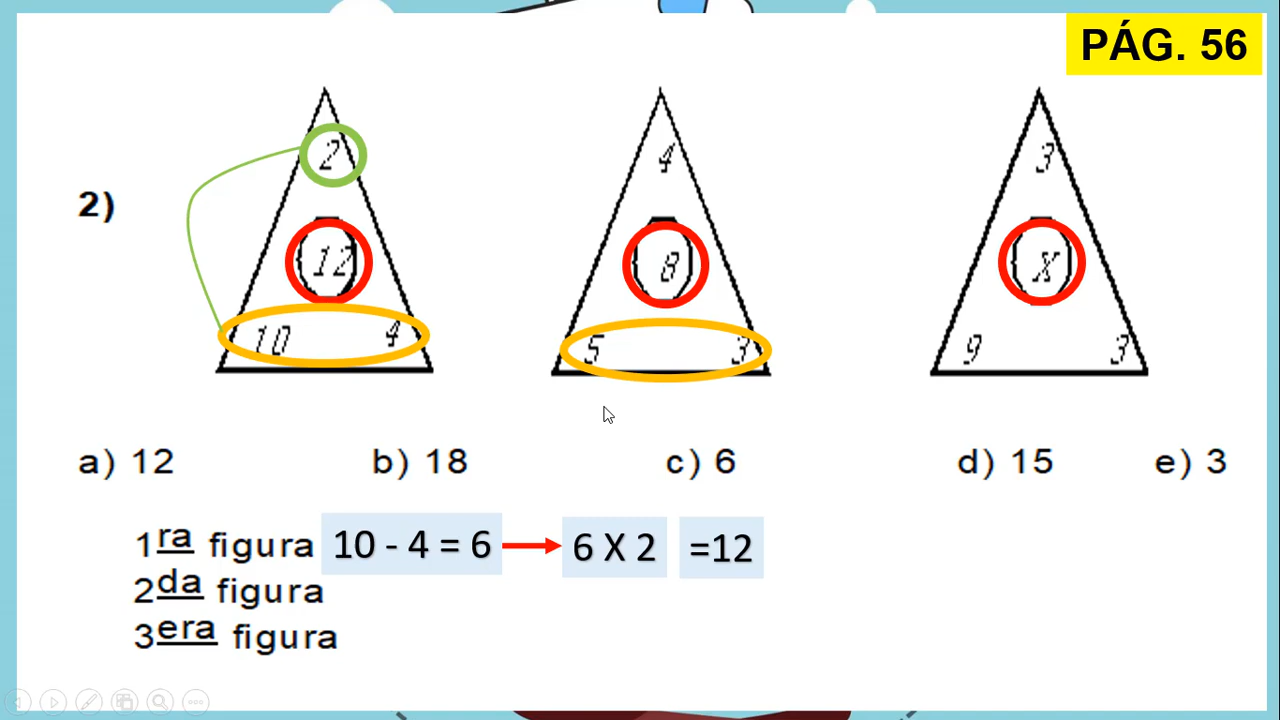 PÁG. 56
2)
2 4 3
12 8 X
10 4 5 3 9 3
a) 12 b) 18 c) 6 d) 15 e) 3
1ra figura 10 - 4 = 6 6 X 2 =12
2da figura
3era figura